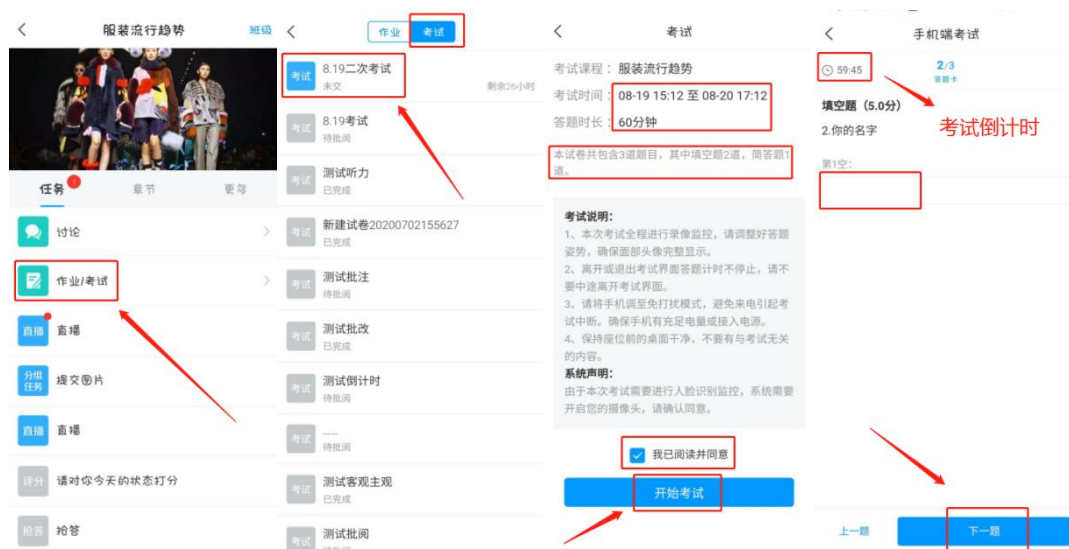 服装流行趋势
班级
任务
1
章节
更多
讨论
作业/考试
直播
直播
分组
任务
提交图片
直播
直播
评分
请对你今天的状态打分
抢答
抢答
作业
考试
考试
8.19二次考试
未交
剩余26小时
考试
8.19考试
待批阅
考试
测试听力
已完成
考试
新建试卷20200702155627
已完成
考试
测试批注
待批阅
考试
测试批改
已完成
考试
测试倒计时
待批阅
考试
......
待批阅
考试
测试客观主观
已完成
考试
测试批阅
考试
考试课程：服装流行趋势
考试时间：08-19 15:12 至 08-20 17:12
答题时长：60分钟
本试卷共包含3道题目，其中填空题2道，简答题1
道。
考试说明：
1、本次考试全程进行录像监控，请调整好答题
姿势，确保面部头像完整显示。
2、离开或退出考试界面答题计时不停止，请不
要中途离开考试界面。
3、请将手机调至免打扰模式，避免来电引起考
试中断。确保手机有充足电量或接入电源。
4、保持座位前的桌面干净，不要有与考试无关
的内容。
系统声明：
由于本次考试需要进行人脸识别监控，系统需要
开启您的摄像头，请确认同意。
我已阅读并同意
开始考试
手机端考试
59:45
2/3
答题卡
填空题（5.0分）
考试倒计时
2.你的名字
第1空：
上一题
下一题